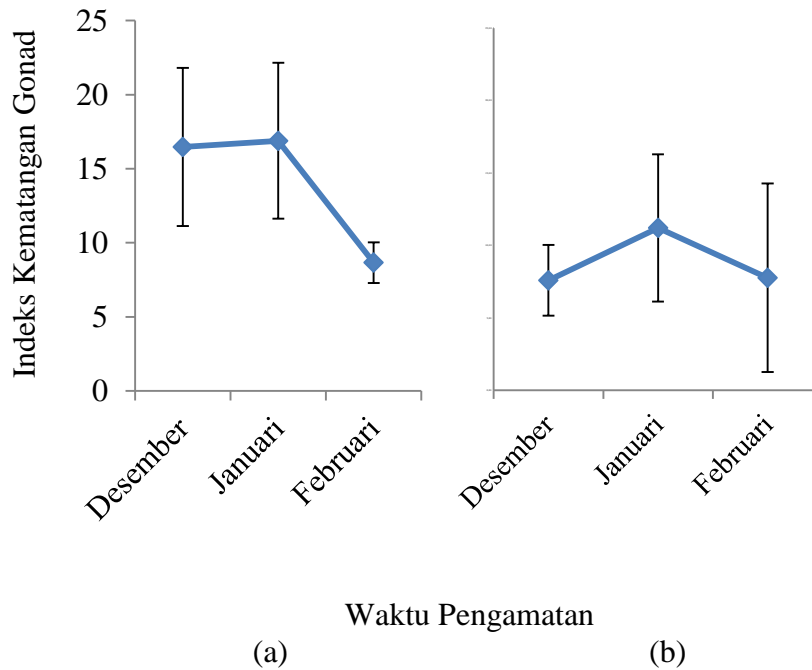 Indeks Kematangan Gonad
25
20
15
10
5
0
Desember
Januari
Februari
Desember
Januari
Februari
Waktu Pengamatan
(a) (b)